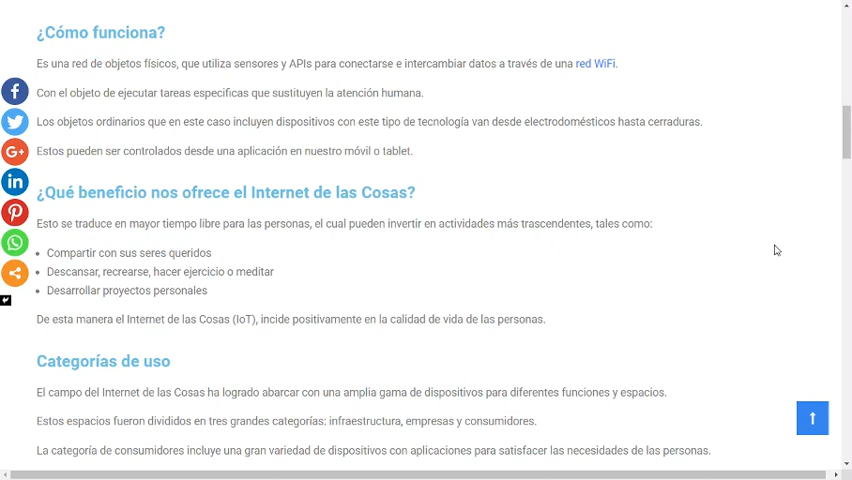 ¿Cómo funciona?
Es una red de objetos físicos, que utiliza sensores y APIs para conectarse e intercambiar datos a través de una red WiFi.
Con el objeto de ejecutar tareas especificas que sustituyen la atención humana.
Los objetos ordinarios que en este caso incluyen dispositivos con este tipo de tecnología van desde electrodomésticos hasta cerraduras.
Estos pueden ser controlados desde una aplicación en nuestro móvil o tablet.
¿Qué beneficio nos ofrece el Internet de las Cosas?
Esto se traduce en mayor tiempo libre para las personas, el cual pueden invertir en actividades más trascendentes, tales como:
Compartir con sus seres queridos
Descansar, recrearse, hacer ejercicio o meditar
Desarrollar proyectos personales
De esta manera el Internet de las Cosas (IoT), incide positivamente en la calidad de vida de las personas.
Categorías de uso
El campo del Internet de las Cosas ha logrado abarcar con una amplia gama de dispositivos para diferentes funciones y espacios.
Estos espacios fueron divididos en tres grandes categorías: infraestructura, empresas y consumidores.
La categoría de consumidores incluye una gran variedad de dispositivos con aplicaciones para satisfacer las necesidades de las personas.